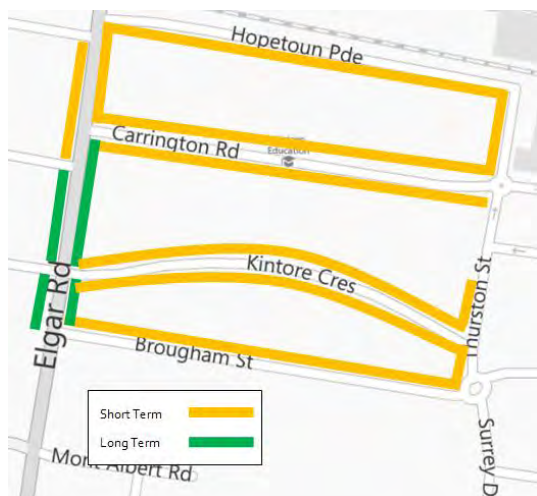 Hopetoun Pde
Carrington Rd
Education
Kintore Cres
Thurston St
Elgar Rd
Brougham St
Short Term
Long Term
Mont Albert Rd
Surrey D